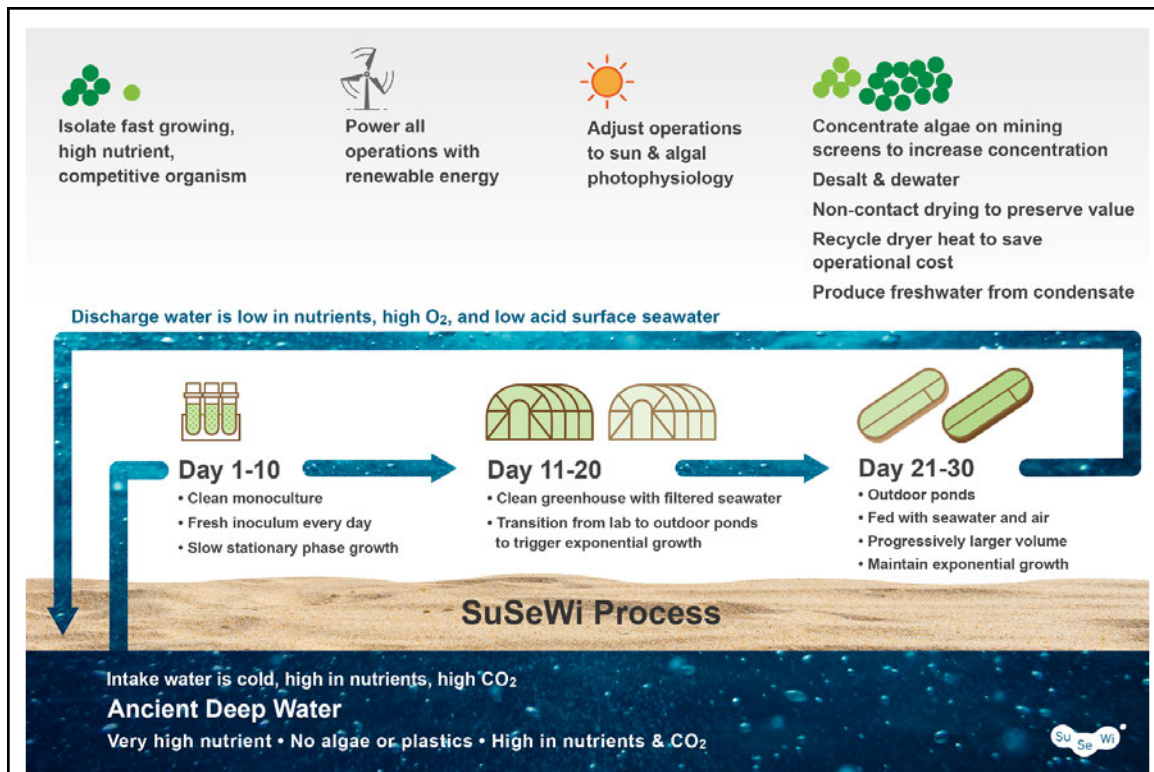 Isolate fast growing,
high nutrient,
competitive organism
Power all
operations with
renewable energy
Adjust operations
to sun & algal
photophysiology
Concentrate algae on mining
screens to increase concentration
Desalt & dewater
Non-contact drying to preserve value
Recycle dryer heat to save
operational cost
Produce freshwater from condensate
Discharge water is low in nutrients, high O₂, and low acid surface seawater
Day 1-10
• Clean monoculture
• Fresh inoculum every day
• Slow stationary phase growth
Day 11-20
• Clean greenhouse with filtered seawater
• Transition from lab to outdoor ponds
to trigger exponential growth
Day 21-30
• Outdoor ponds
• Fed with seawater and air
• Progressively larger volume
• Maintain exponential growth
SuSeWi Process
Intake water is cold, high in nutrients, high CO₂
Ancient Deep Water
Very high nutrient • No algae or plastics • High in nutrients & CO₂
Su Se Wi